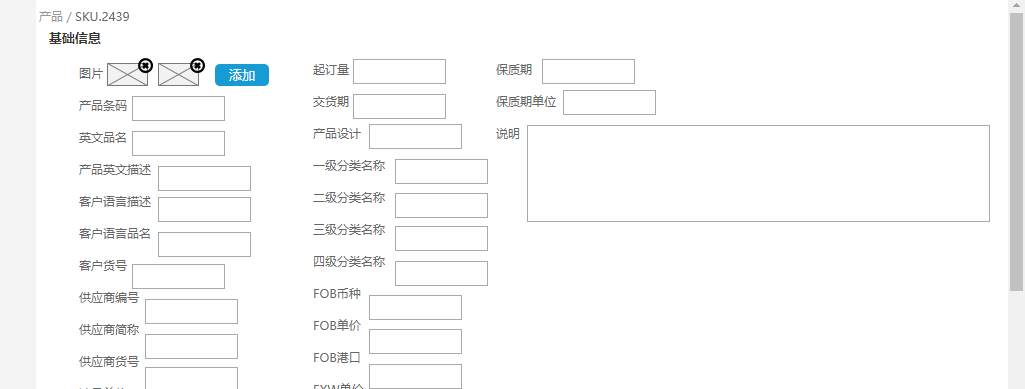 产品 / SKU.2439
基础信息
图片 添加
产品条码
英文品名
产品英文描述
客户语言描述
客户语言品名
客户货号
供应商编号
供应商简称
供应商货号
起订量
交货期
产品设计
一级分类名称
二级分类名称
三级分类名称
四级分类名称
FOB币种
FOB单价
FOB港口
EXW单价
保质期
保质期单位
说明